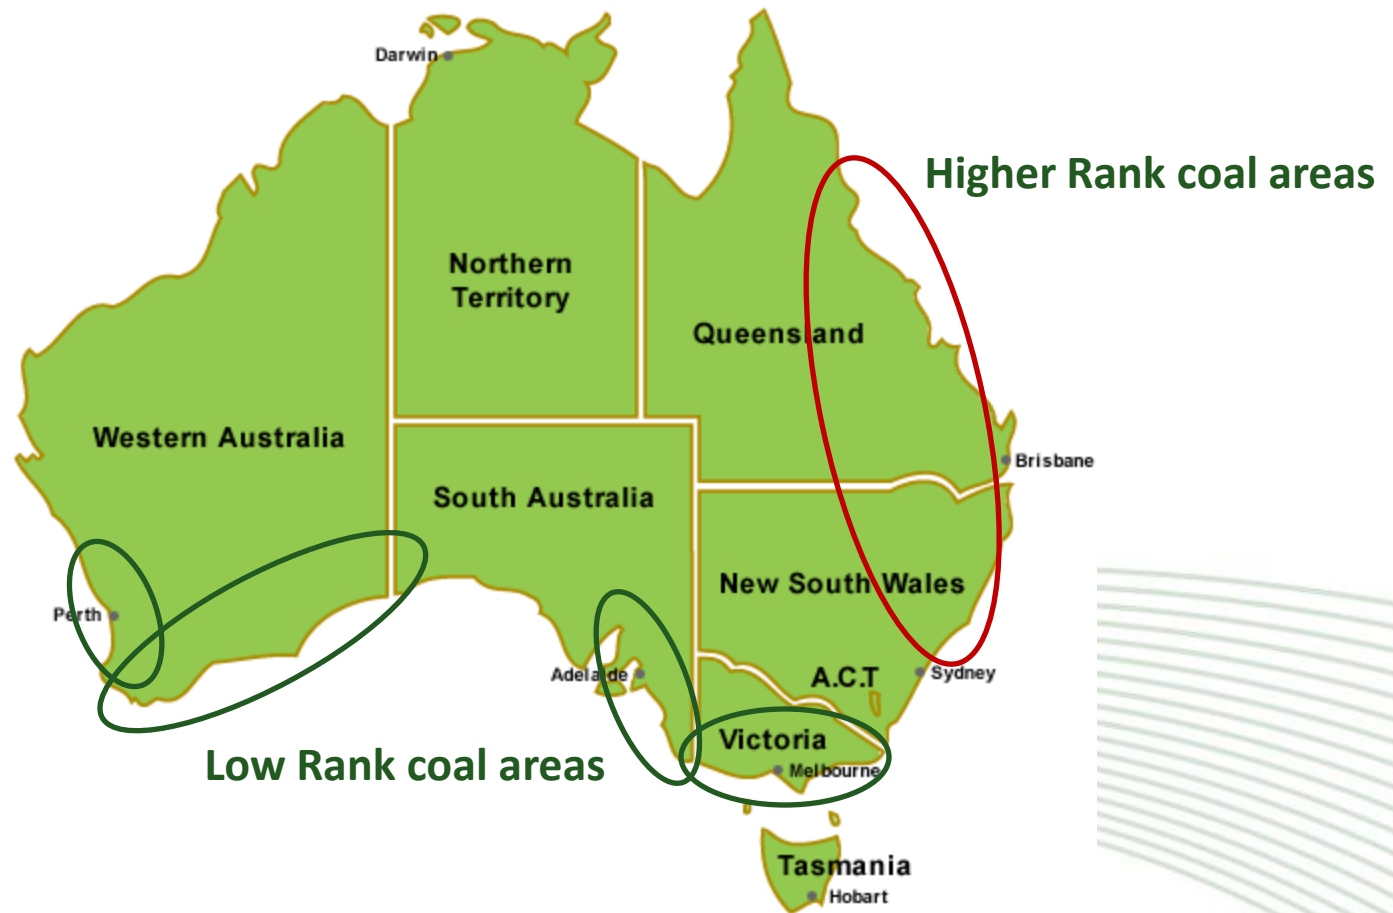 Darwin
Higher Rank coal areas
Northern
Territory
Queensland
Western Australia
Brisbane
South Australia
New South Wales
Perth
Adelaide
A.C.T
Sydney
Victoria
Low Rank coal areas
Melbourne
Tasmania
Hobart